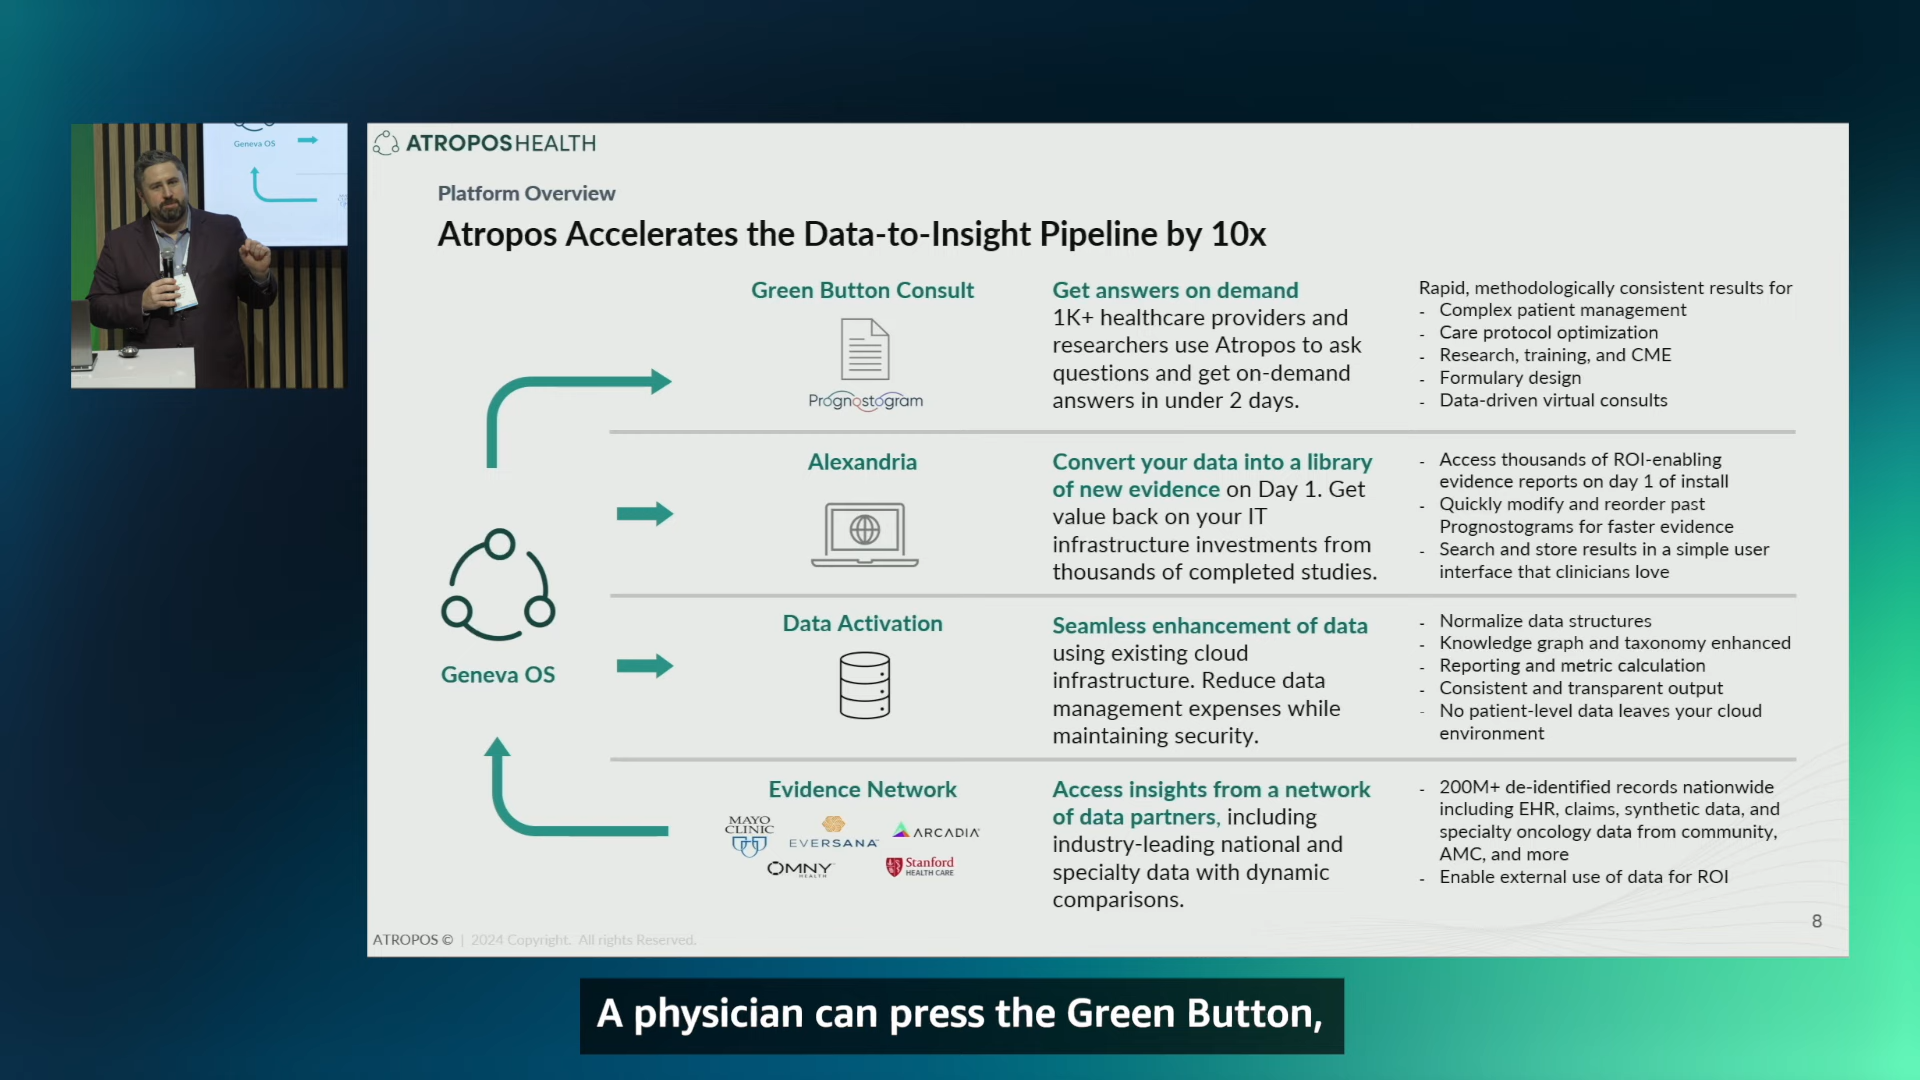 Geneva OS
ATROPOSHEALTH
Platform Overview
Atropos Accelerates the Data-to-Insight Pipeline by 10x
Green Button Consult
Prognostogram
Get answers on demand
1K+ healthcare providers and
researchers use Atropos to ask
questions and get on-demand
answers in under 2 days.
Rapid, methodologically consistent results for
- Complex patient management
- Care protocol optimization
- Research, training, and CME
- Formulary design
- Data-driven virtual consults
Alexandria
Convert your data into a library
of new evidence on Day 1. Get
value back on your IT
infrastructure investments from
thousands of completed studies.
- Access thousands of ROI-enabling
evidence reports on day 1 of install
- Quickly modify and reorder past
Prognostograms for faster evidence
- Search and store results in a simple user
interface that clinicians love
Geneva OS
Data Activation
Seamless enhancement of data
using existing cloud
infrastructure. Reduce data
management expenses while
maintaining security.
- Normalize data structures
- Knowledge graph and taxonomy enhanced
- Reporting and metric calculation
- Consistent and transparent output
- No patient-level data leaves your cloud
environment
Evidence Network
MAYO
CLINIC
EVERSANA
ARCADIA
OMNY
HEALTH
Stanford
HEALTH CARE
Access insights from a network
of data partners, including
industry-leading national and
specialty data with dynamic
comparisons.
- 200M+ de-identified records nationwide
including EHR, claims, synthetic data, and
specialty oncology data from community,
AMC, and more
- Enable external use of data for ROI
8
ATROPOS © | 2024 Copyright. All rights Reserved.
A physician can press the Green Button,